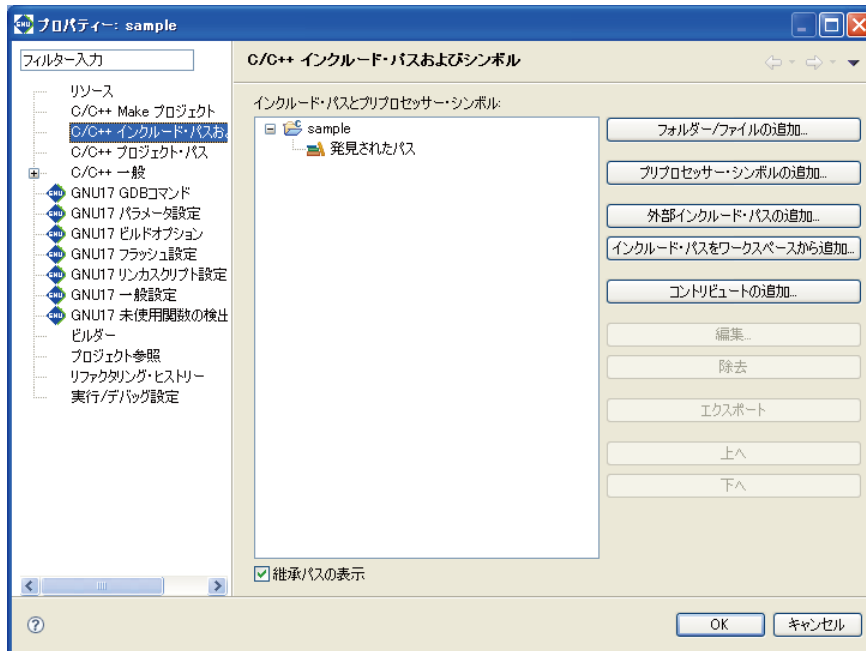 プロパティー: sample
フィルター入力
リソース
C/C++ Make プロジェクト
C/C++ インクルード・パスおよ
C/C++ プロジェクト・パス
C/C++ 一般
GNU17 GDBコマンド
GNU17 パラメータ設定
GNU17 ビルドオプション
GNU17 フラッシュ設定
GNU17 リンカスクリプト設定
GNU17 一般設定
GNU17 未使用関数の検出
ビルダー
プロジェクト参照
リファクタリング・ヒストリー
実行/デバッグ設定
C/C++ インクルード・パスおよびシンボル
インクルード・パスとプリプロセッサー・シンボル:
sample
発見されたパス
フォルダー/ファイルの追加...
プリプロセッサー・シンボルの追加...
外部インクルード・パスの追加...
インクルード・パスをワークスペースから追加...
コントリビュートの追加...
編集...
除去
エクスポート
上へ
下へ
継承パスの表示
OK
キャンセル